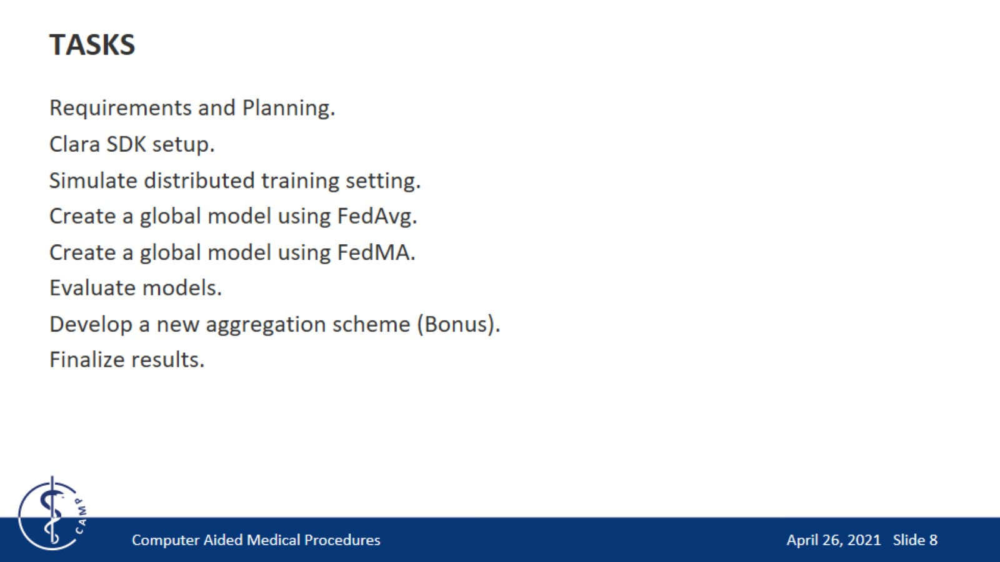 TASKS
Requirements and Planning.
Clara SDK setup.
Simulate distributed training setting.
Create a global model using FedAvg.
Create a global model using FedMA.
Evaluate models.
Develop a new aggregation scheme (Bonus).
Finalize results.
CAMP
Computer Aided Medical Procedures
April 26, 2021 Slide 8